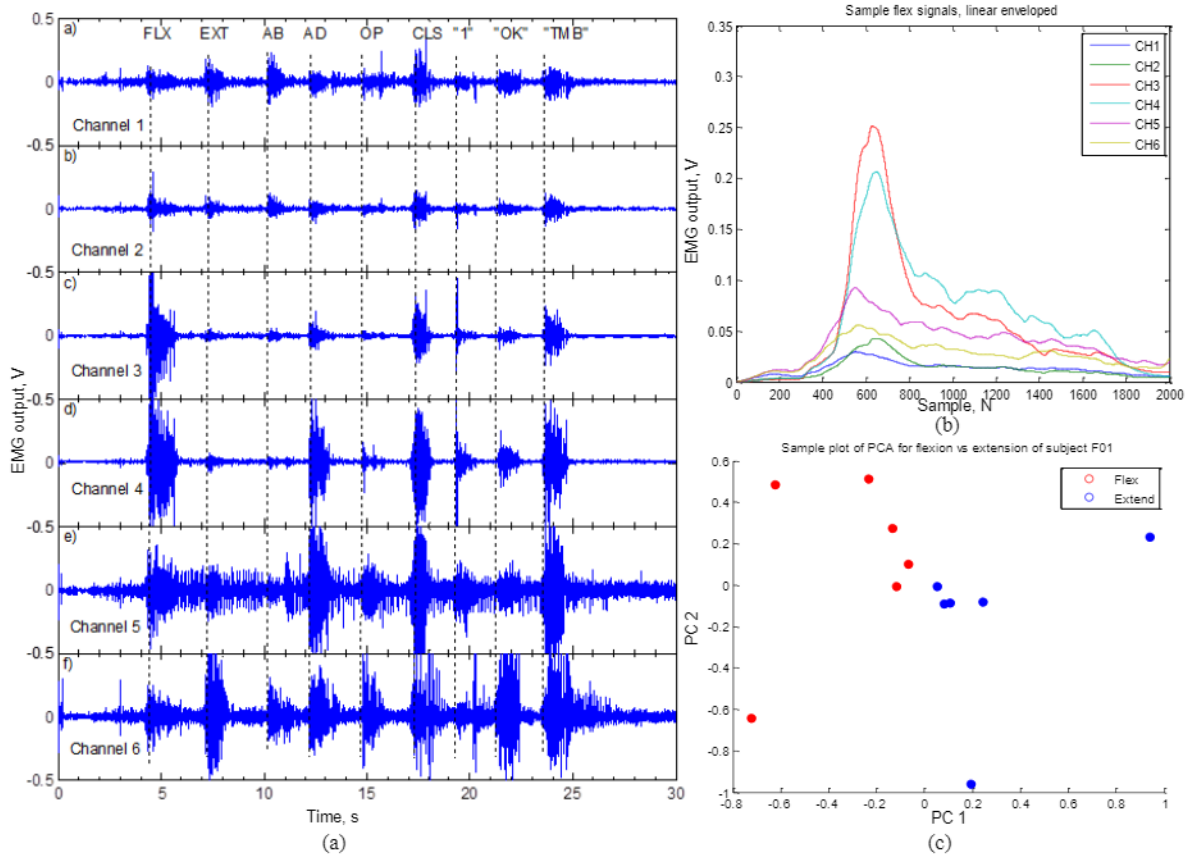 a)
FLX EXT AB AD OP CLS "1" "OK" "TMB"
0.5
0
Channel 1
-0.5
b)
0
Channel 2
-0.5
c)
0
Channel 3
-0.5
d)
0
Channel 4
-0.5
e)
0
Channel 5
-0.5
f)
0
Channel 6
-0.5
EMG output, V
0 5 10 15 20 25 30
Time, s
(a)
Sample flex signals, linear enveloped
0.35
0.3
0.25
0.2
0.15
0.1
0.05
0
EMG output, V
CH1
CH2
CH3
CH4
CH5
CH6
0 200 400 600 800 1000 1200 1400 1600 1800 2000
Sample, N
(b)
Sample plot of PCA for flexion vs extension of subject F01
0.6
0.4
0.2
0
-0.2
-0.4
-0.6
-0.8
-1
PC 2
Flex
Extend
-0.8 -0.6 -0.4 -0.2 0 0.2 0.4 0.6 0.8 1
PC 1
(c)